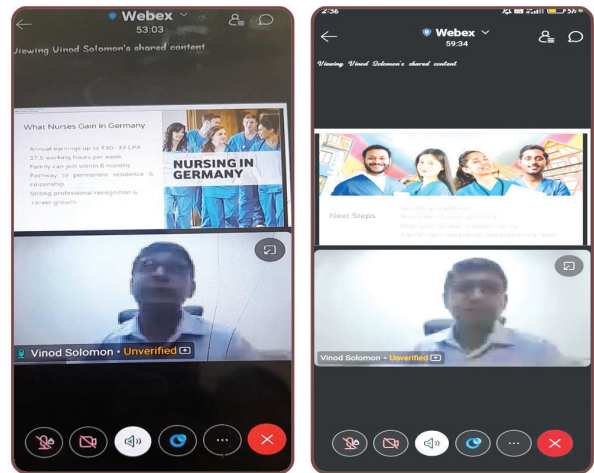 Webex
53:03
Viewing Vinod Solomon's shared content
What Nurses Gain in Germany
Annual earnings up to ₹30 - 33 LPA
37.5 working hours per week
Family can join within 6 months
Pathway to permanent residence &
citizenship
Strong professional recognition &
career growth
NURSING IN
GERMANY
Vinod Solomon • Unverified
2:56
Webex
59:34
Viewing Vinod Solomon's shared content
Next Steps
Vinod Solomon • Unverified